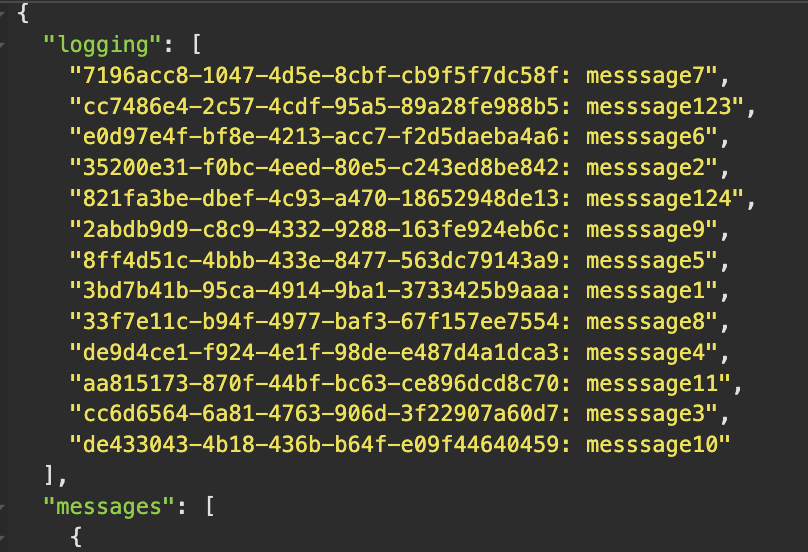 {
"logging": [
"7196acc8-1047-4d5e-8cbf-cb9f5f7dc58f: messsage7",
"cc7486e4-2c57-4cdf-95a5-89a28fe988b5: messsage123",
"e0d97e4f-bf8e-4213-acc7-f2d5daeba4a6: messsage6",
"35200e31-f0bc-4eed-80e5-c243ed8be842: messsage2",
"821fa3be-dbef-4c93-a470-18652948de13: messsage124",
"2abdb9d9-c8c9-4332-9288-163fe924eb6c: messsage9",
"8ff4d51c-4bbb-433e-8477-563dc79143a9: messsage5",
"3bd7b41b-95ca-4914-9ba1-3733425b9aaa: messsage1",
"33f7e11c-b94f-4977-baf3-67f157ee7554: messsage8",
"de9d4ce1-f924-4e1f-98de-e487d4a1dca3: messsage4",
"aa815173-870f-44bf-bc63-ce896dcd8c70: messsage11",
"cc6d6564-6a81-4763-906d-3f22907a60d7: messsage3",
"de433043-4b18-436b-b64f-e09f44640459: messsage10"
],
"messages": [
{